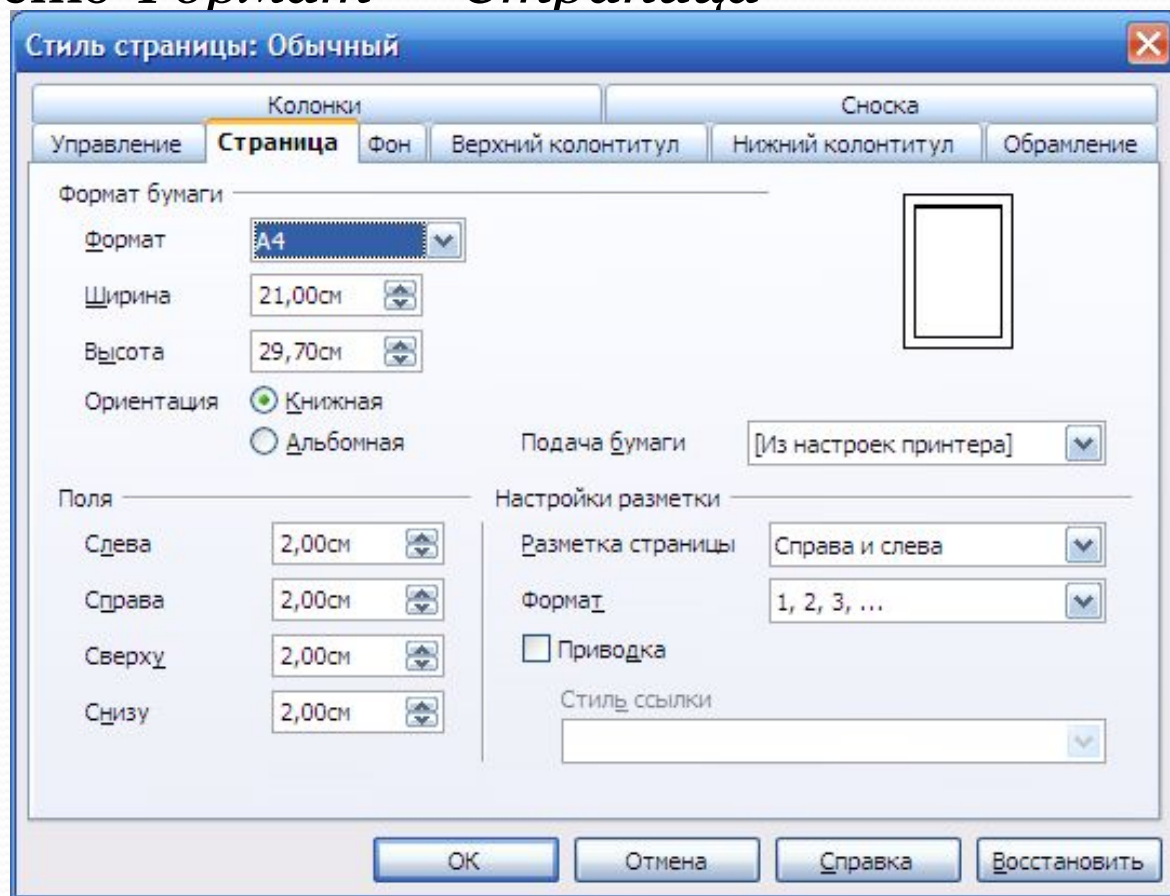 Формат — Страница
Стиль страницы: Обычный
Колонки Сноска
Управление Страница Фон Верхний колонтитул Нижний колонтитул Обрамление
Формат бумаги
Формат A4
Ширина 21,00см
Высота 29,70см
Ориентация Книжная
Альбомная Подача бумаги [Из настроек принтера]
Поля Настройки разметки
Слева 2,00см Разметка страницы Справа и слева
Справа 2,00см Формат 1, 2, 3, ...
Сверху 2,00см Приводка
Снизу 2,00см Стиль ссылки
ОК Отмена Справка Восстановить